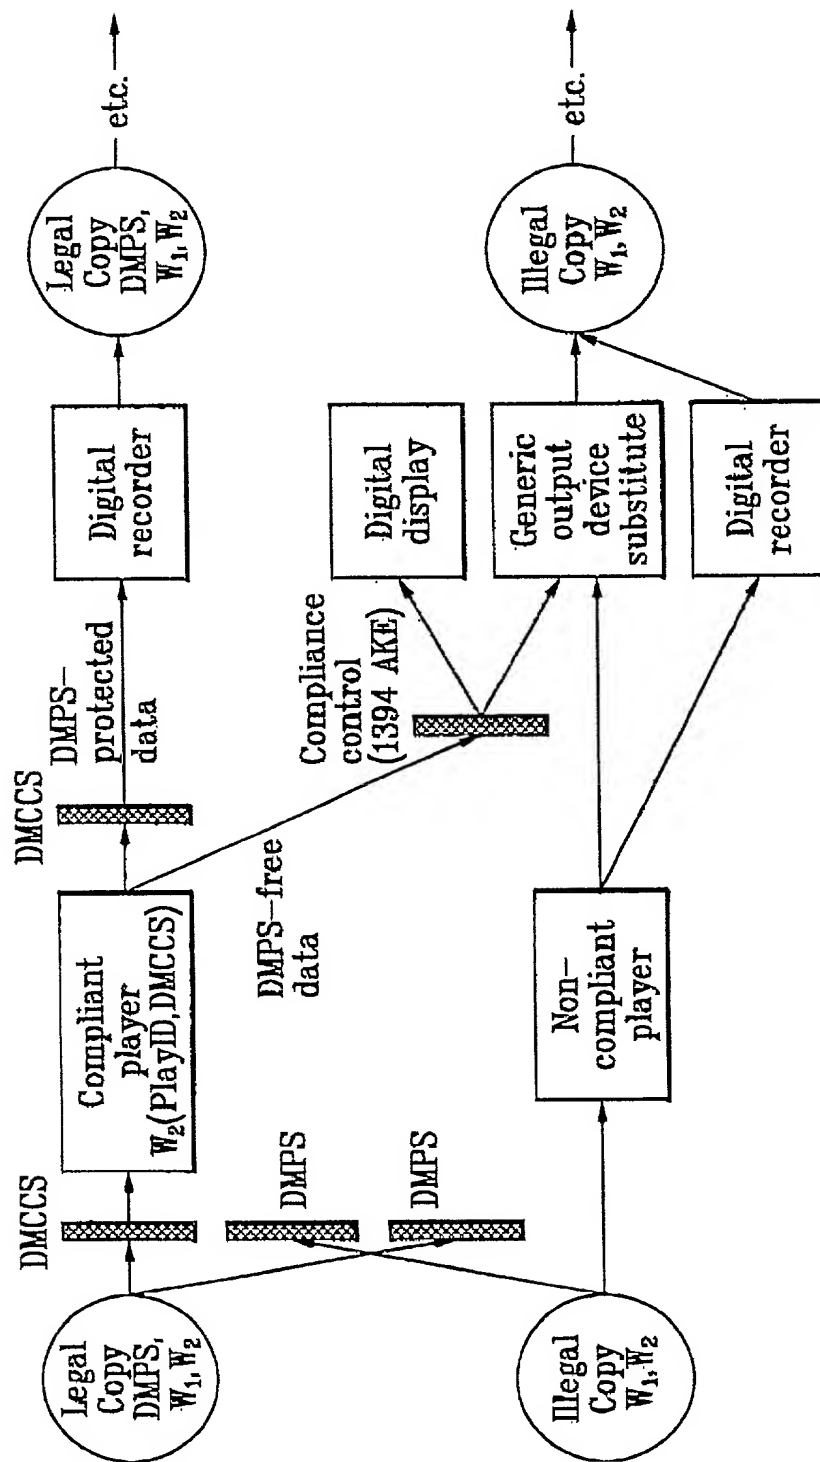 Legal
Copy
DMPS,
W₁, W₂
DMCCS
Compliant
player
W₂(PlayID,DMCCS)
DMCCS
DMPS-
protected
data
Digital
recorder
Legal
Copy
DMPS,
W₁, W₂
etc.
DMPS
DMPS
DMPS-free
data
Compliance
control
(1394 AKE)
Digital
display
Illegal
Copy
W₁, W₂
Non-
compliant
player
Generic
output
device
substitute
Digital
recorder
Illegal
Copy
W₁, W₂
etc.